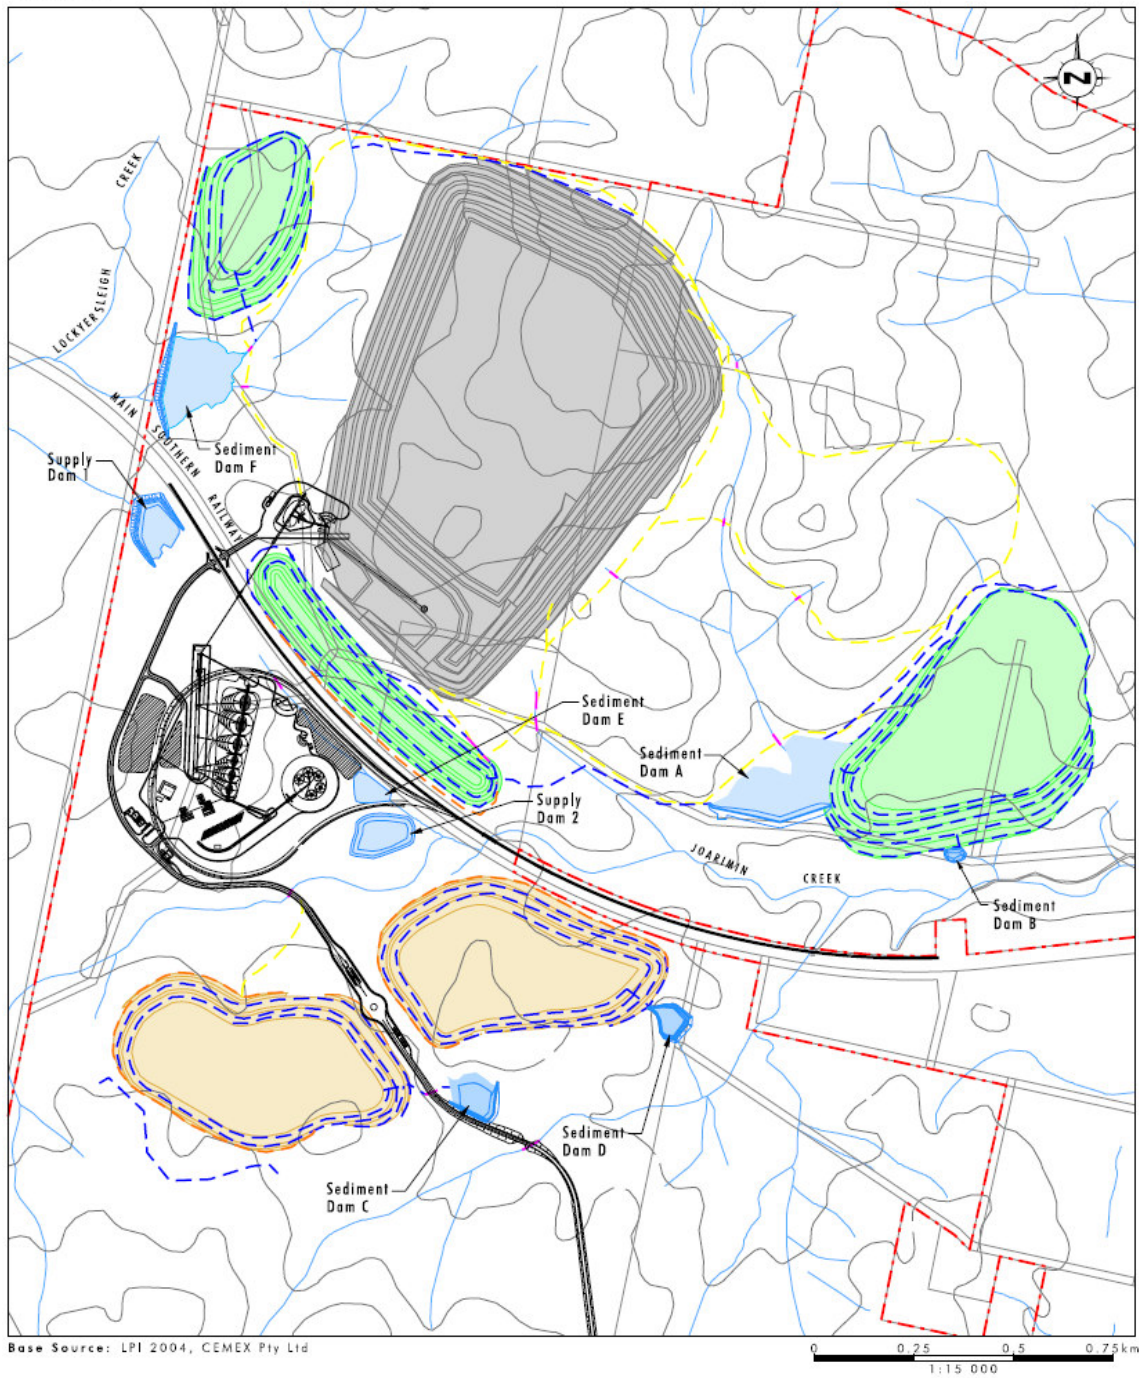 N
CREEK
LOCKYERSLEIGH
MAIN
SOUTHERN
RAILWAY
Sediment
Dam F
Supply
Dam 1
Sediment
Dam E
Sediment
Dam A
Supply
Dam 2
JOARIMIN
CREEK
Sediment
Dam B
Sediment
Dam D
Sediment
Dam C
Base Source: LPI 2004, CEMEX Pty Ltd
0 0.25 0.5 0.75km
1:15 000